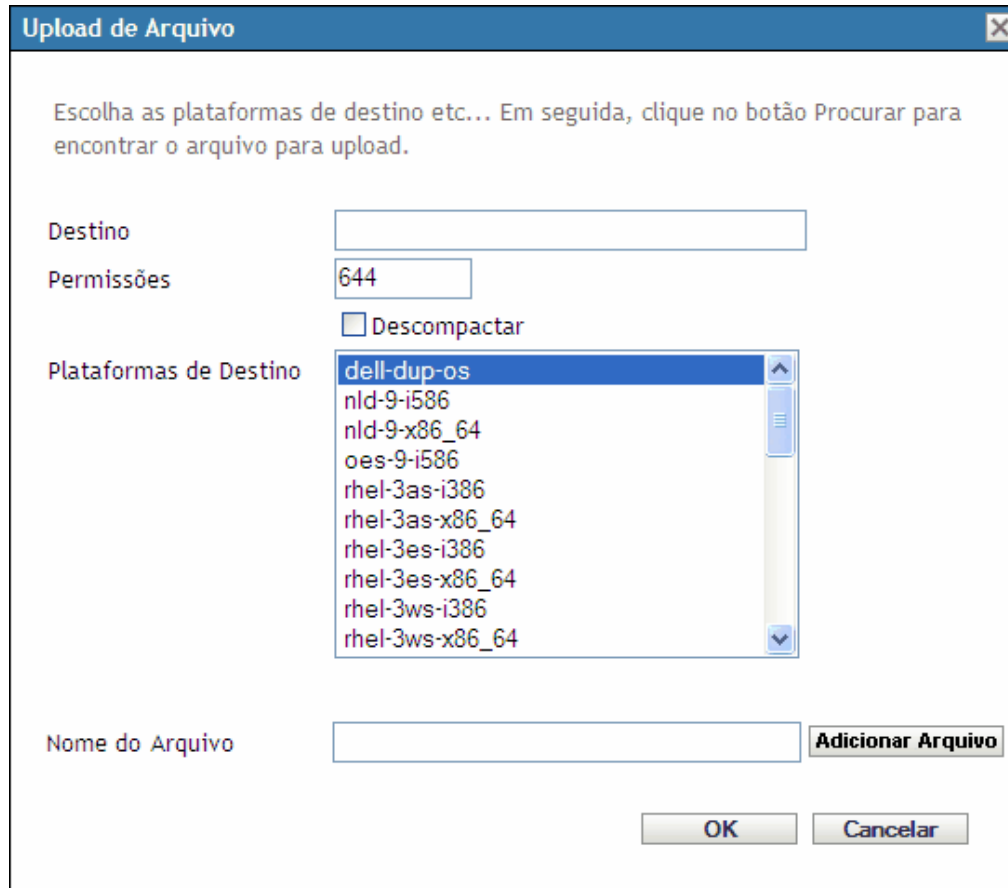 Upload de Arquivo
Escolha as plataformas de destino etc... Em seguida, clique no botão Procurar para
encontrar o arquivo para upload.
Destino
Permissões 644
Descompactar
Plataformas de Destino dell-dup-os
nld-9-i586
nld-9-x86_64
oes-9-i586
rhel-3as-i386
rhel-3as-x86_64
rhel-3es-i386
rhel-3es-x86_64
rhel-3ws-i386
rhel-3ws-x86_64
Nome do Arquivo Adicionar Arquivo
OK Cancelar